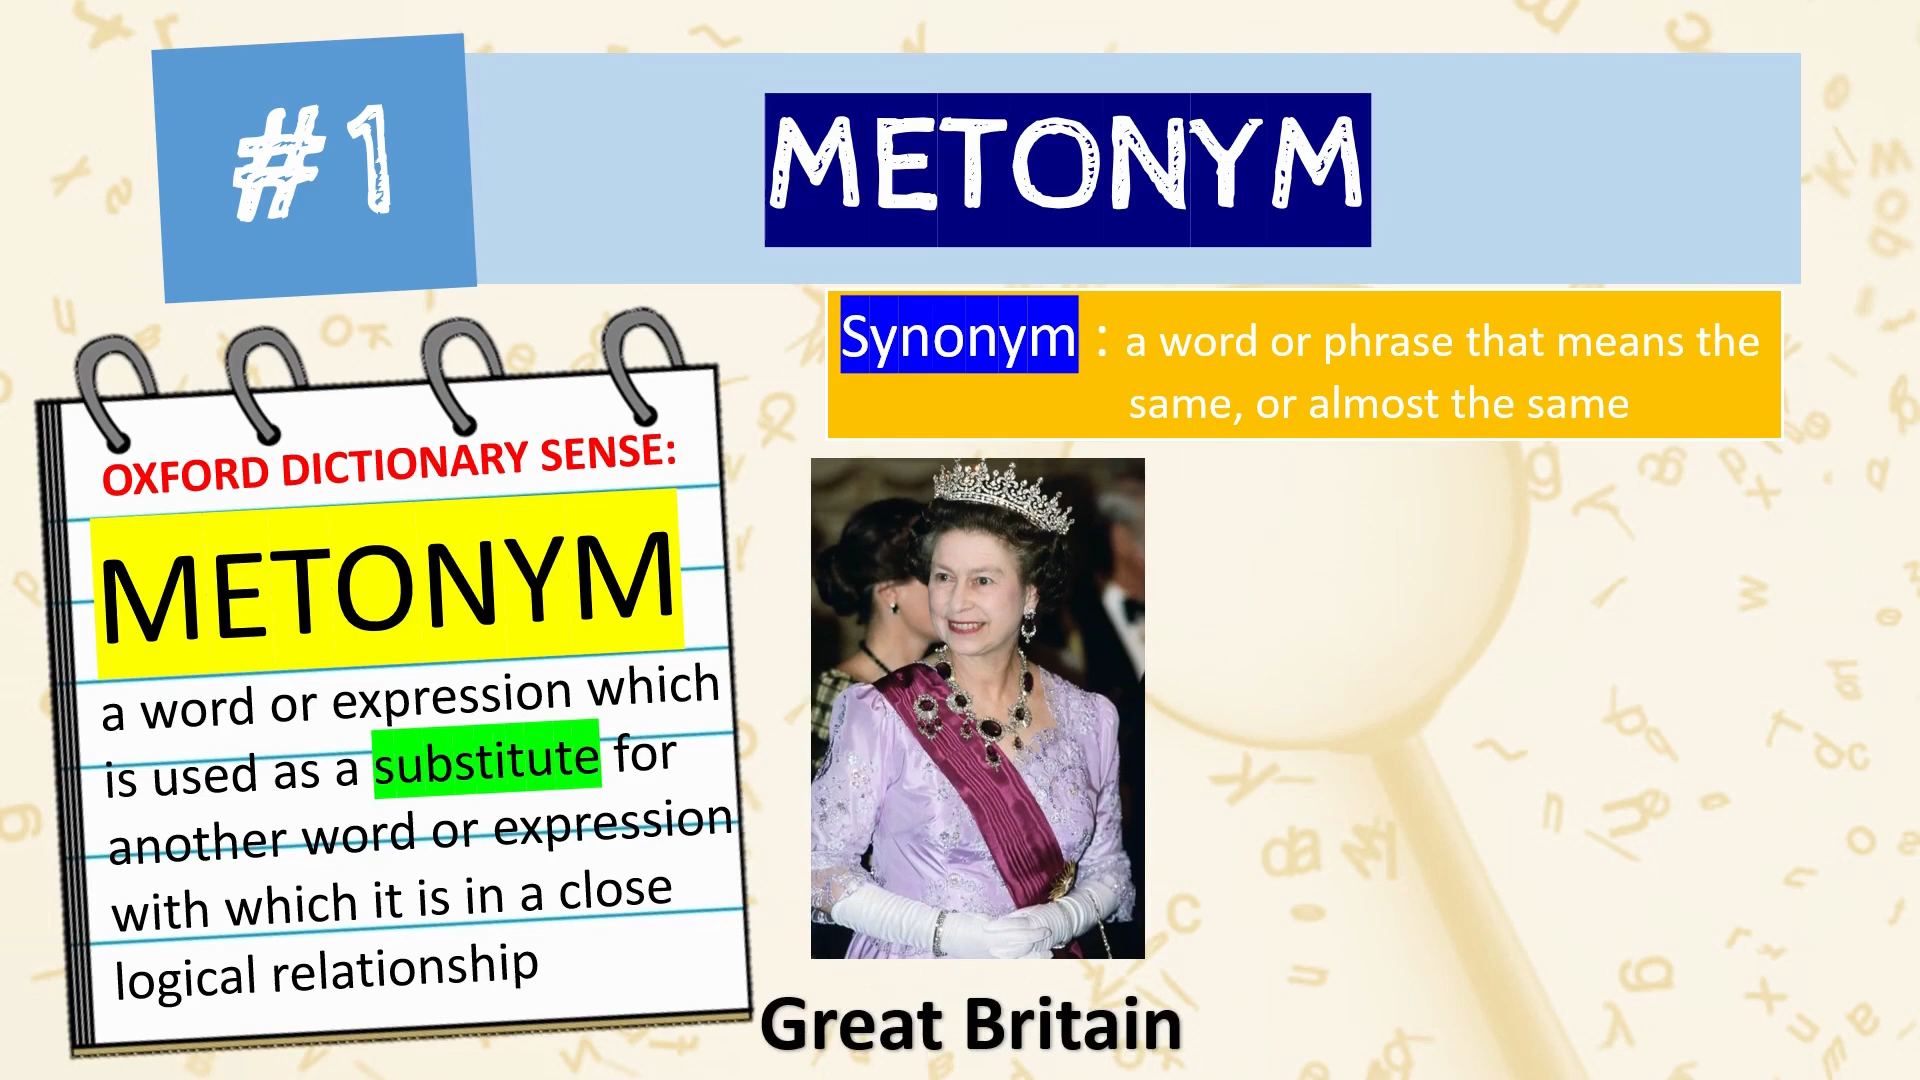 #1
METONYM
Synonym : a word or phrase that means the
same, or almost the same
OXFORD DICTIONARY SENSE:
METONYM
a word or expression which
is used as a substitute for
another word or expression
with which it is in a close
logical relationship
Great Britain